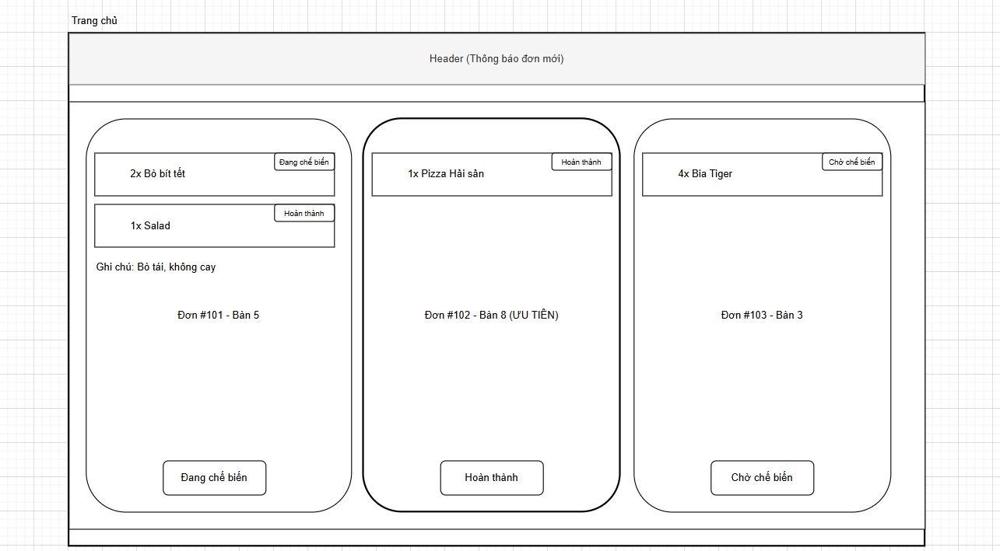 Trang chủ
Header (Thông báo đơn mới)
2x Bò bít tết
Đang chế biến
1x Salad
Hoàn thành
Ghi chú: Bò tái, không cay
Đơn #101 - Bàn 5
Đang chế biến
1x Pizza Hải sản
Hoàn thành
Đơn #102 - Bàn 8 (ƯU TIÊN)
Hoàn thành
4x Bia Tiger
Chờ chế biến
Đơn #103 - Bàn 3
Chờ chế biến